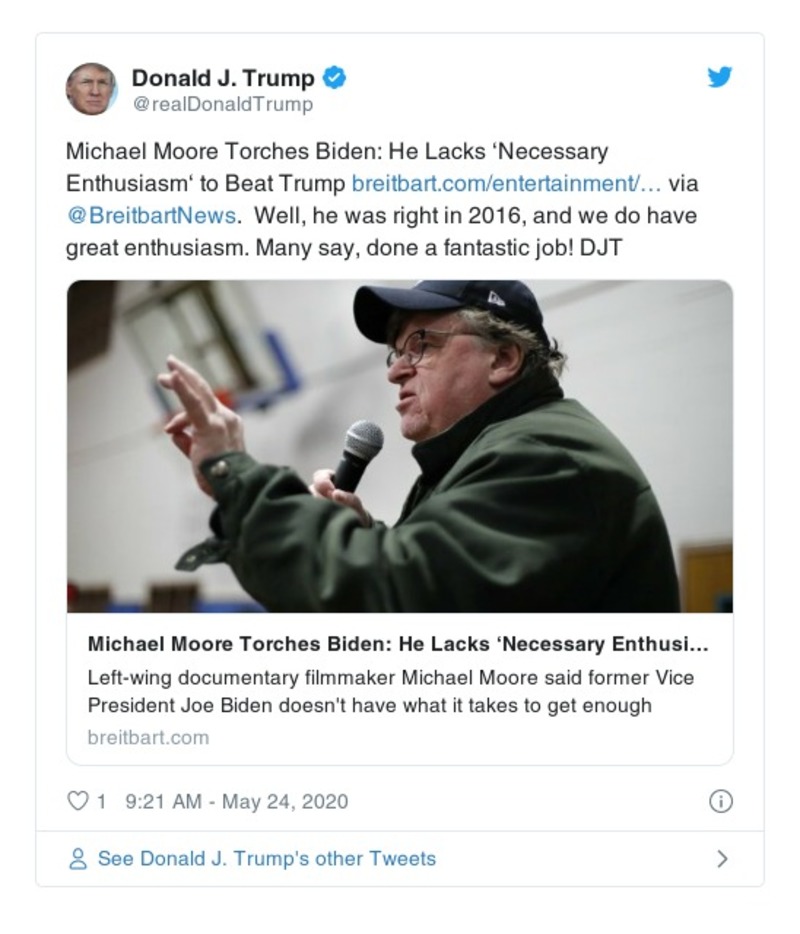 Donald J. Trump
@realDonaldTrump
Michael Moore Torches Biden: He Lacks ‘Necessary
Enthusiasm‘ to Beat Trump breitbart.com/entertainment/… via
@BreitbartNews.  Well, he was right in 2016, and we do have
great enthusiasm. Many say, done a fantastic job! DJT
Michael Moore Torches Biden: He Lacks ‘Necessary Enthusi...
Left-wing documentary filmmaker Michael Moore said former Vice
President Joe Biden doesn't have what it takes to get enough
breitbart.com
1 9:21 AM - May 24, 2020
See Donald J. Trump's other Tweets